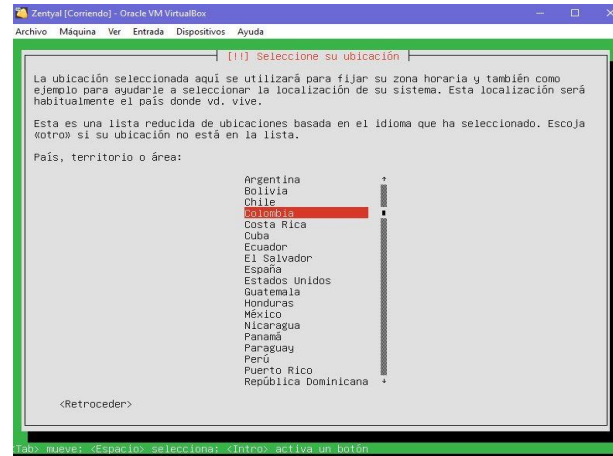 Zentyal [Corriendo] - Oracle VM VirtualBox
Archivo Máquina Ver Entrada Dispositivos Ayuda
[!!] Seleccione su ubicación
La ubicación seleccionada aquí se utilizará para fijar su zona horaria y también como
ejemplo para ayudarle a seleccionar la localización de su sistema. Esta localización será
habitualmente el país donde vd. vive.
Esta es una lista reducida de ubicaciones basada en el idioma que ha seleccionado. Escoja
«otro» si su ubicación no está en la lista.
País, territorio o área:
Argentina
Bolivia
Chile
Colombia
Costa Rica
Cuba
Ecuador
El Salvador
España
Estados Unidos
Guatemala
Honduras
México
Nicaragua
Panamá
Paraguay
Perú
Puerto Rico
República Dominicana
<Retroceder>
<Tab> mueve; <Espacio> selecciona; <Intro> activa un botón